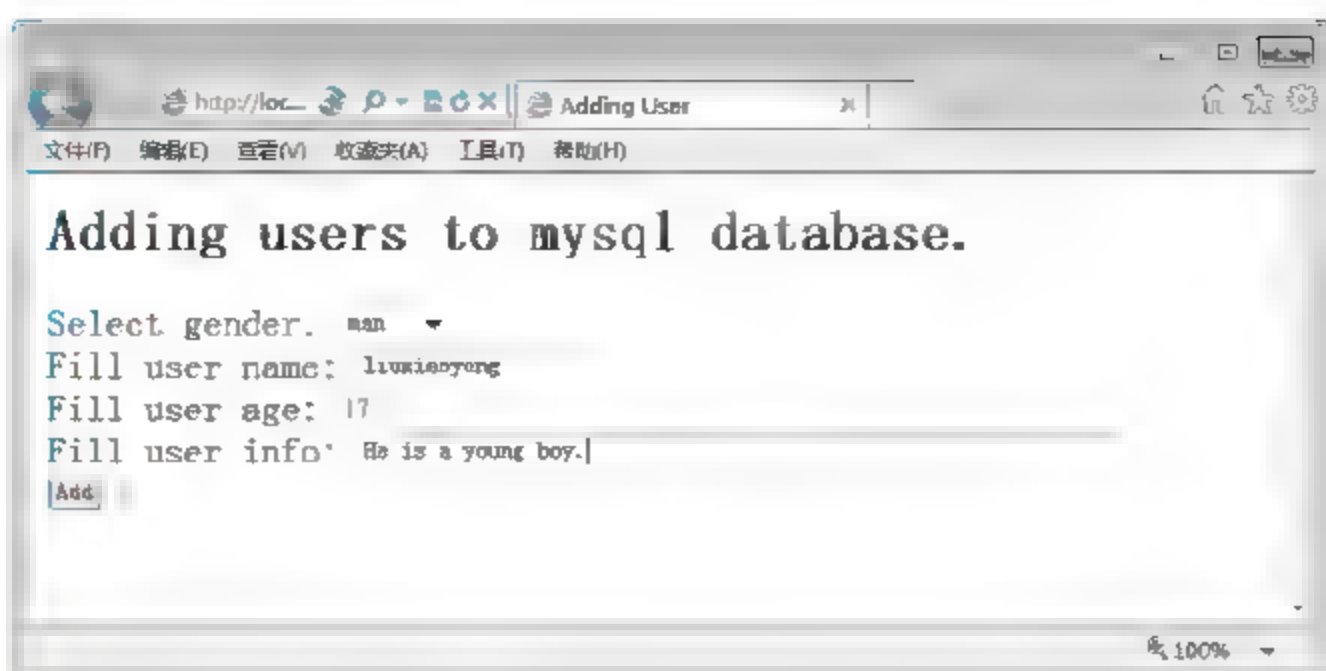 http://loc... Adding User
文件(F) 编辑(E) 查看(V) 收藏夹(A) 工具(T) 帮助(H)
Adding users to mysql database.
Select gender. man
Fill user name: liuxiaoyong
Fill user age: 17
Fill user info: He is a young boy.
Add
100%